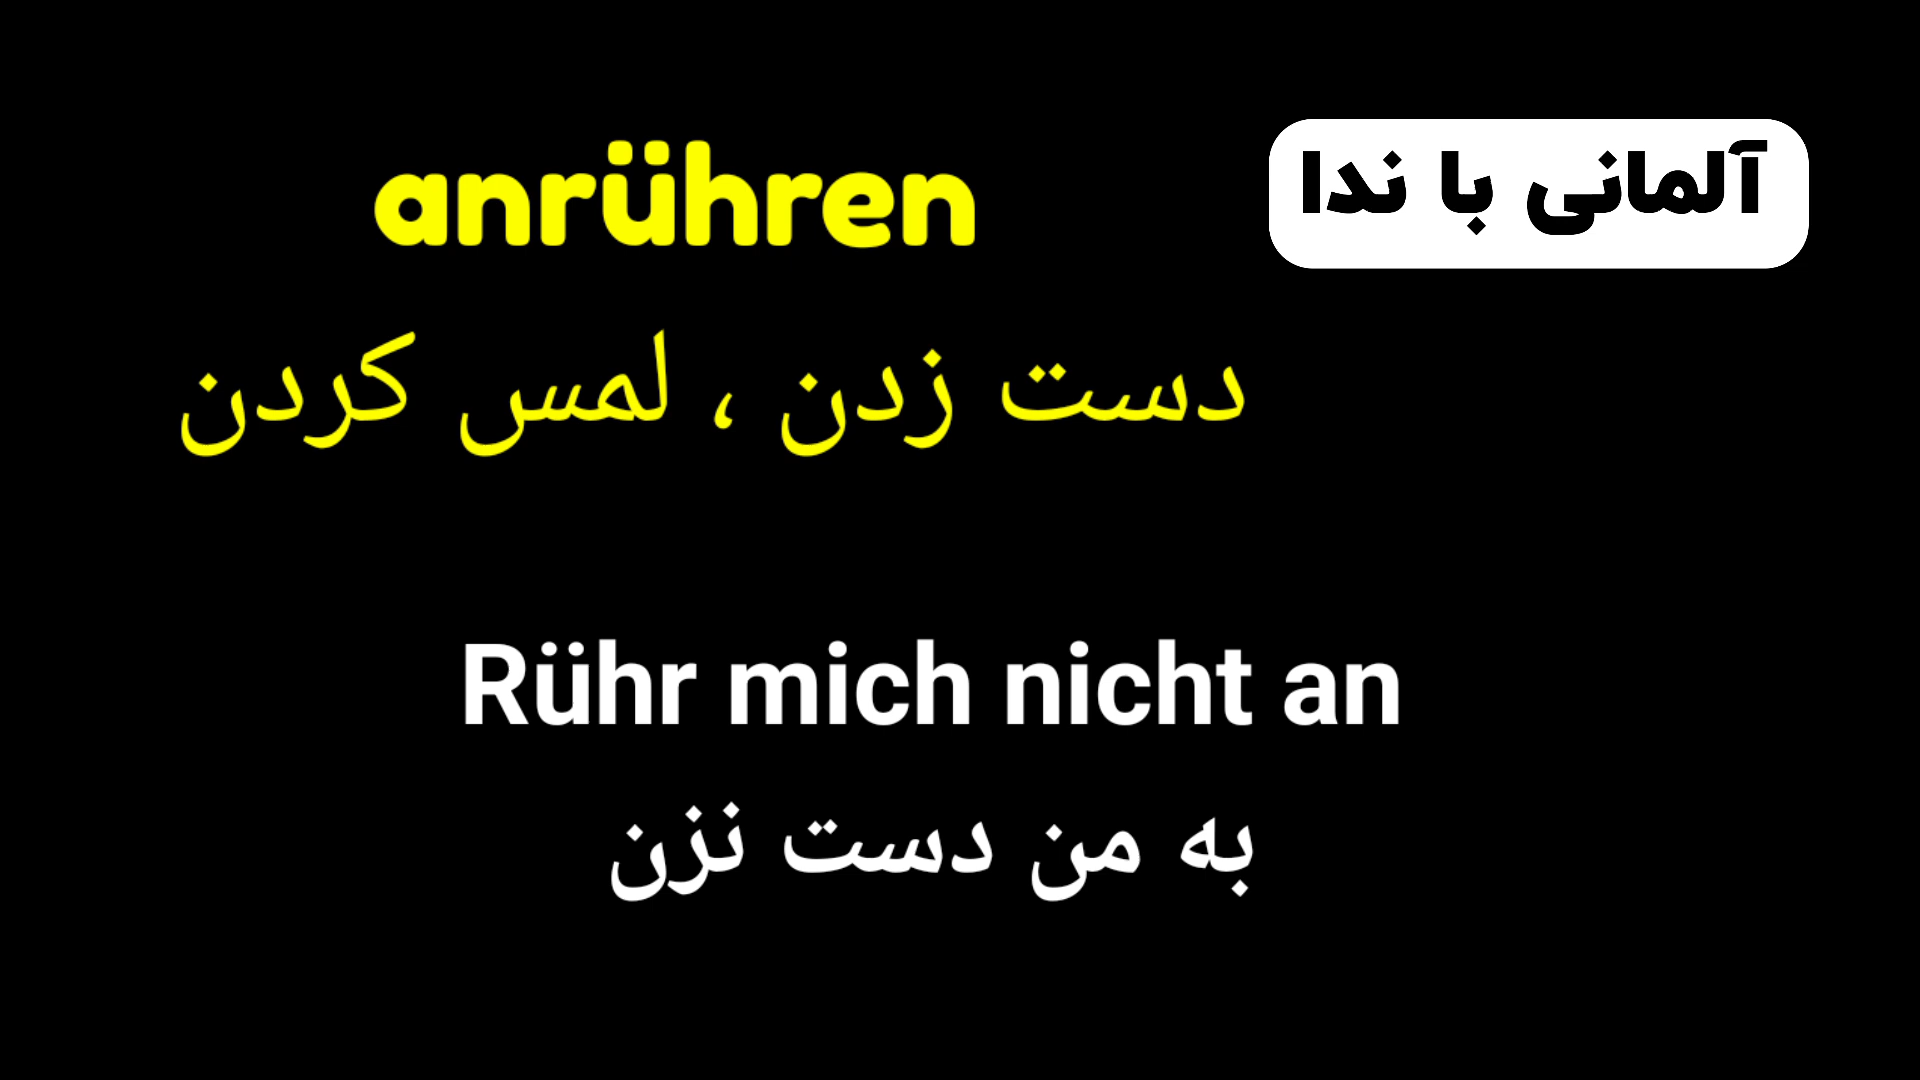 anrühren
آلمانی با ندا
دست زدن ، لمس کردن
Rühr mich nicht an
به من دست نزن